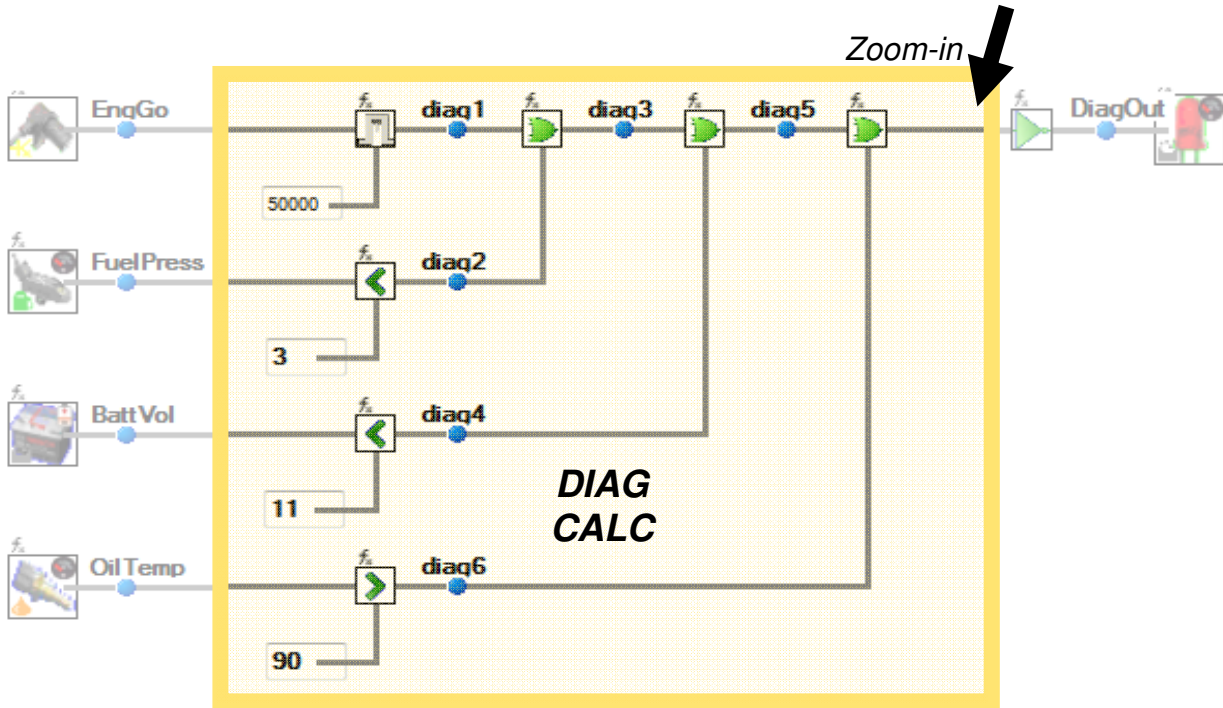 Zoom-in
EngGo
diag1
diag3
diag5
DiagOut
50000
FuelPress
diag2
3
BattVol
diag4
11
DIAG
CALC
OilTemp
diag6
90